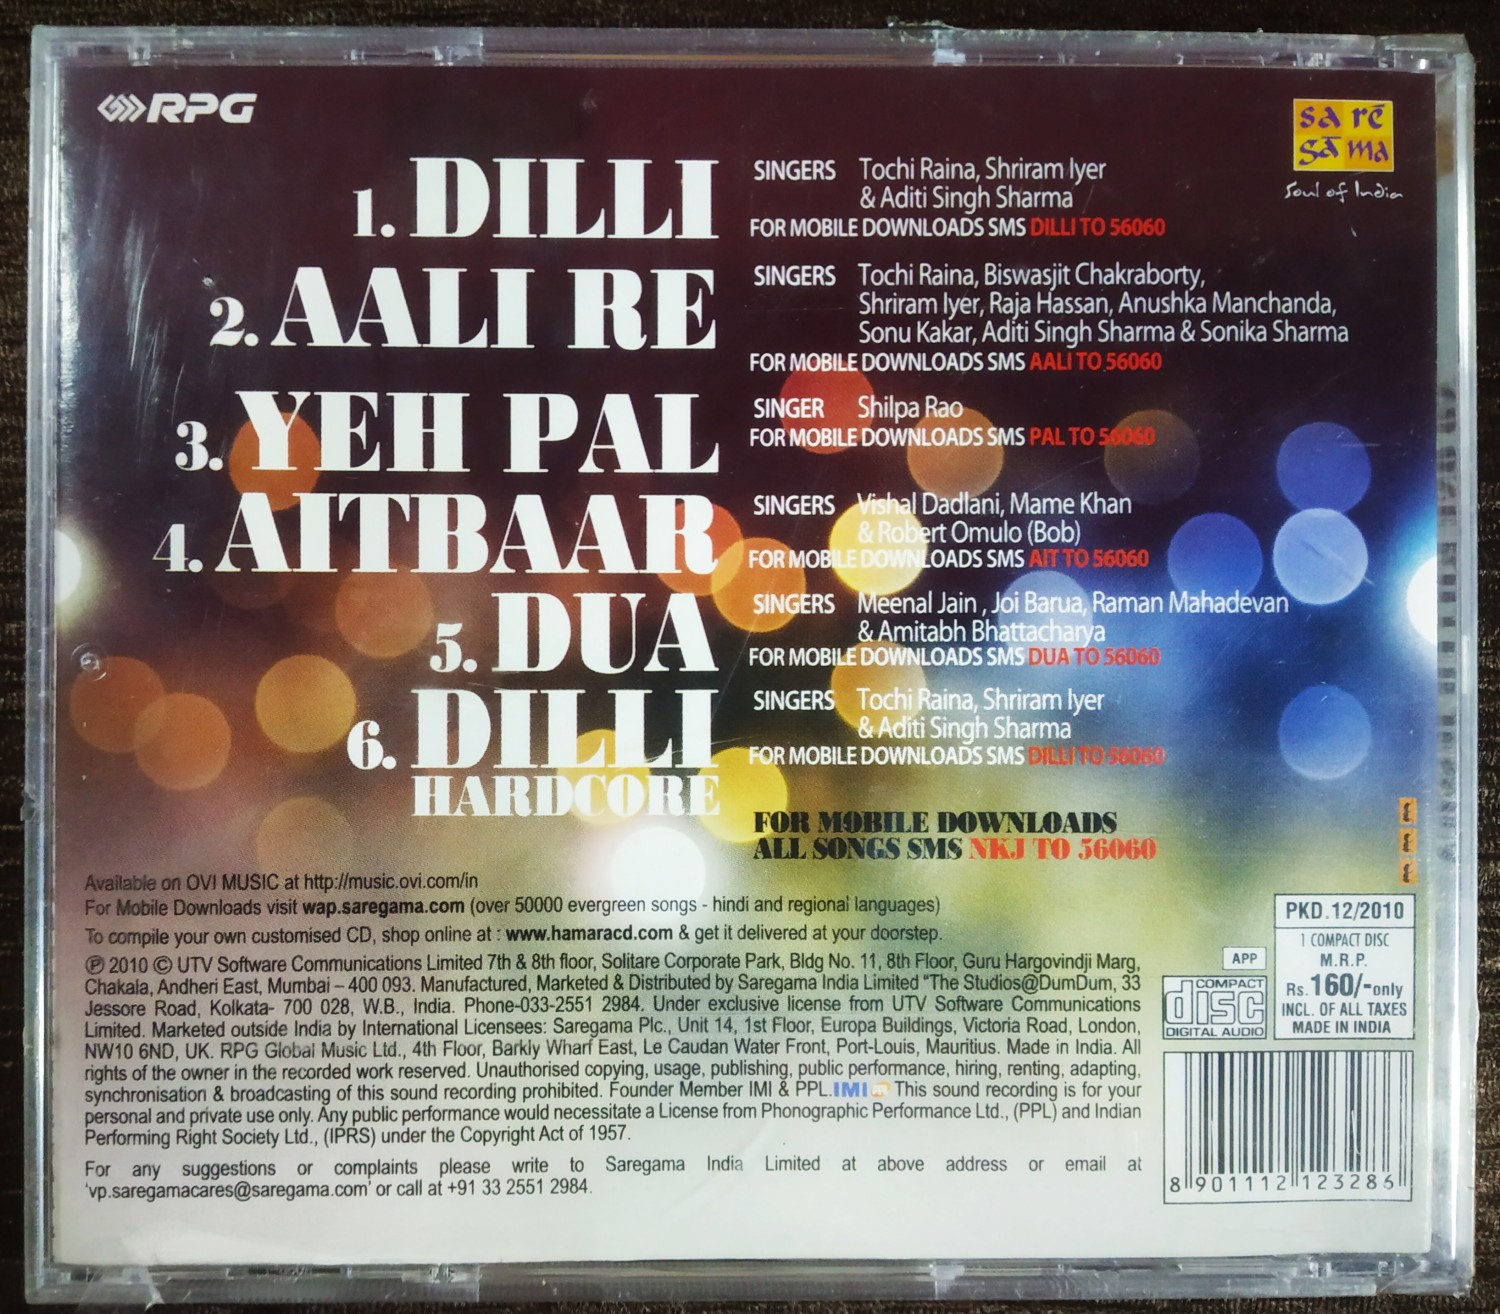 RPG
sa rē
gā ma
Soul of India
1. DILLI
SINGERS Tochi Raina, Shriram Iyer
& Aditi Singh Sharma
FOR MOBILE DOWNLOADS SMS DILLI TO 56060
2. AALI RE
SINGERS Tochi Raina, Biswasjit Chakraborty,
Shriram Iyer, Raja Hassan, Anushka Manchanda,
Sonu Kakar, Aditi Singh Sharma & Sonika Sharma
FOR MOBILE DOWNLOADS SMS AALI TO 56060
3. YEH PAL
SINGER Shilpa Rao
FOR MOBILE DOWNLOADS SMS PAL TO 56060
4. AITBAAR
SINGERS Vishal Dadlani, Mame Khan
& Robert Omulo (Bob)
FOR MOBILE DOWNLOADS SMS AIT TO 56060
5. DUA
SINGERS Meenal Jain , Joi Barua, Raman Mahadevan
& Amitabh Bhattacharya
FOR MOBILE DOWNLOADS SMS DUA TO 56060
6. DILLI
HARDCORE
SINGERS Tochi Raina, Shriram Iyer
& Aditi Singh Sharma
FOR MOBILE DOWNLOADS SMS DILLI TO 56060
FOR MOBILE DOWNLOADS
ALL SONGS SMS NKJ TO 56060
Available on OVI MUSIC at http://music.ovi.com/in
For Mobile Downloads visit wap.saregama.com (over 50000 evergreen songs - hindi and regional languages)
To compile your own customised CD, shop online at : www.hamaracd.com & get it delivered at your doorstep.
℗ 2010 © UTV Software Communications Limited 7th & 8th floor, Solitare Corporate Park, Bldg No. 11, 8th Floor, Guru Hargovindji Marg,
Chakala, Andheri East, Mumbai – 400 093. Manufactured, Marketed & Distributed by Saregama India Limited "The Studios@DumDum, 33
Jessore Road, Kolkata- 700 028, W.B., India. Phone-033-2551 2984. Under exclusive license from UTV Software Communications
Limited. Marketed outside India by International Licensees: Saregama Plc., Unit 14, 1st Floor, Europa Buildings, Victoria Road, London,
NW10 6ND, UK. RPG Global Music Ltd., 4th Floor, Barkly Wharf East, Le Caudan Water Front, Port-Louis, Mauritius. Made in India. All
rights of the owner in the recorded work reserved. Unauthorised copying, usage, publishing, public performance, hiring, renting, adapting,
synchronisation & broadcasting of this sound recording prohibited. Founder Member IMI & PPL.IMI This sound recording is for your
personal and private use only. Any public performance would necessitate a License from Phonographic Performance Ltd., (PPL) and Indian
Performing Right Society Ltd., (IPRS) under the Copyright Act of 1957.
For any suggestions or complaints please write to Saregama India Limited at above address or email at
'vp.saregamacares@saregama.com' or call at +91 33 2551 2984.
APP
COMPACT
disc
DIGITAL AUDIO
PKD.12/2010
1 COMPACT DISC
M.R.P.
Rs. 160/-only
INCL. OF ALL TAXES
MADE IN INDIA
8 901112 123286